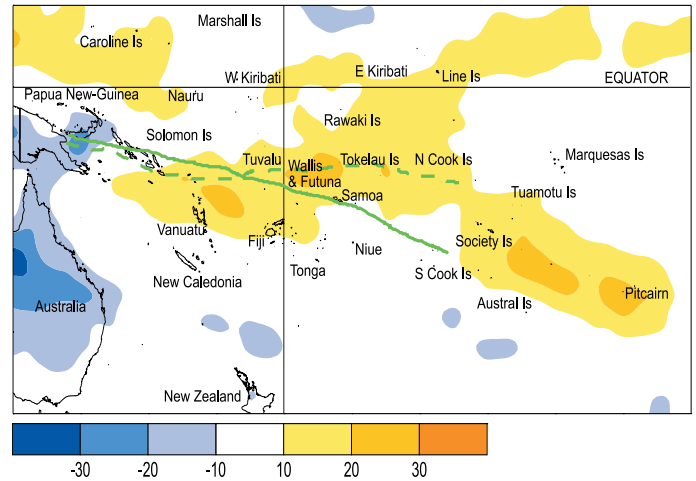 Marshall Is
Caroline Is
W Kiribati
E Kiribati
Line Is
EQUATOR
Papua New-Guinea
Nauru
Rawaki Is
Solomon Is
Tuvalu
Wallis
& Futuna
Tokelau Is
N Cook Is
Marquesas Is
Samoa
Tuamotu Is
Vanuatu
Fiji
Niue
Society Is
Tonga
New Caledonia
S Cook Is
Pitcairn
Australia
Austral Is
New Zealand
-30 -20 -10 10 20 30